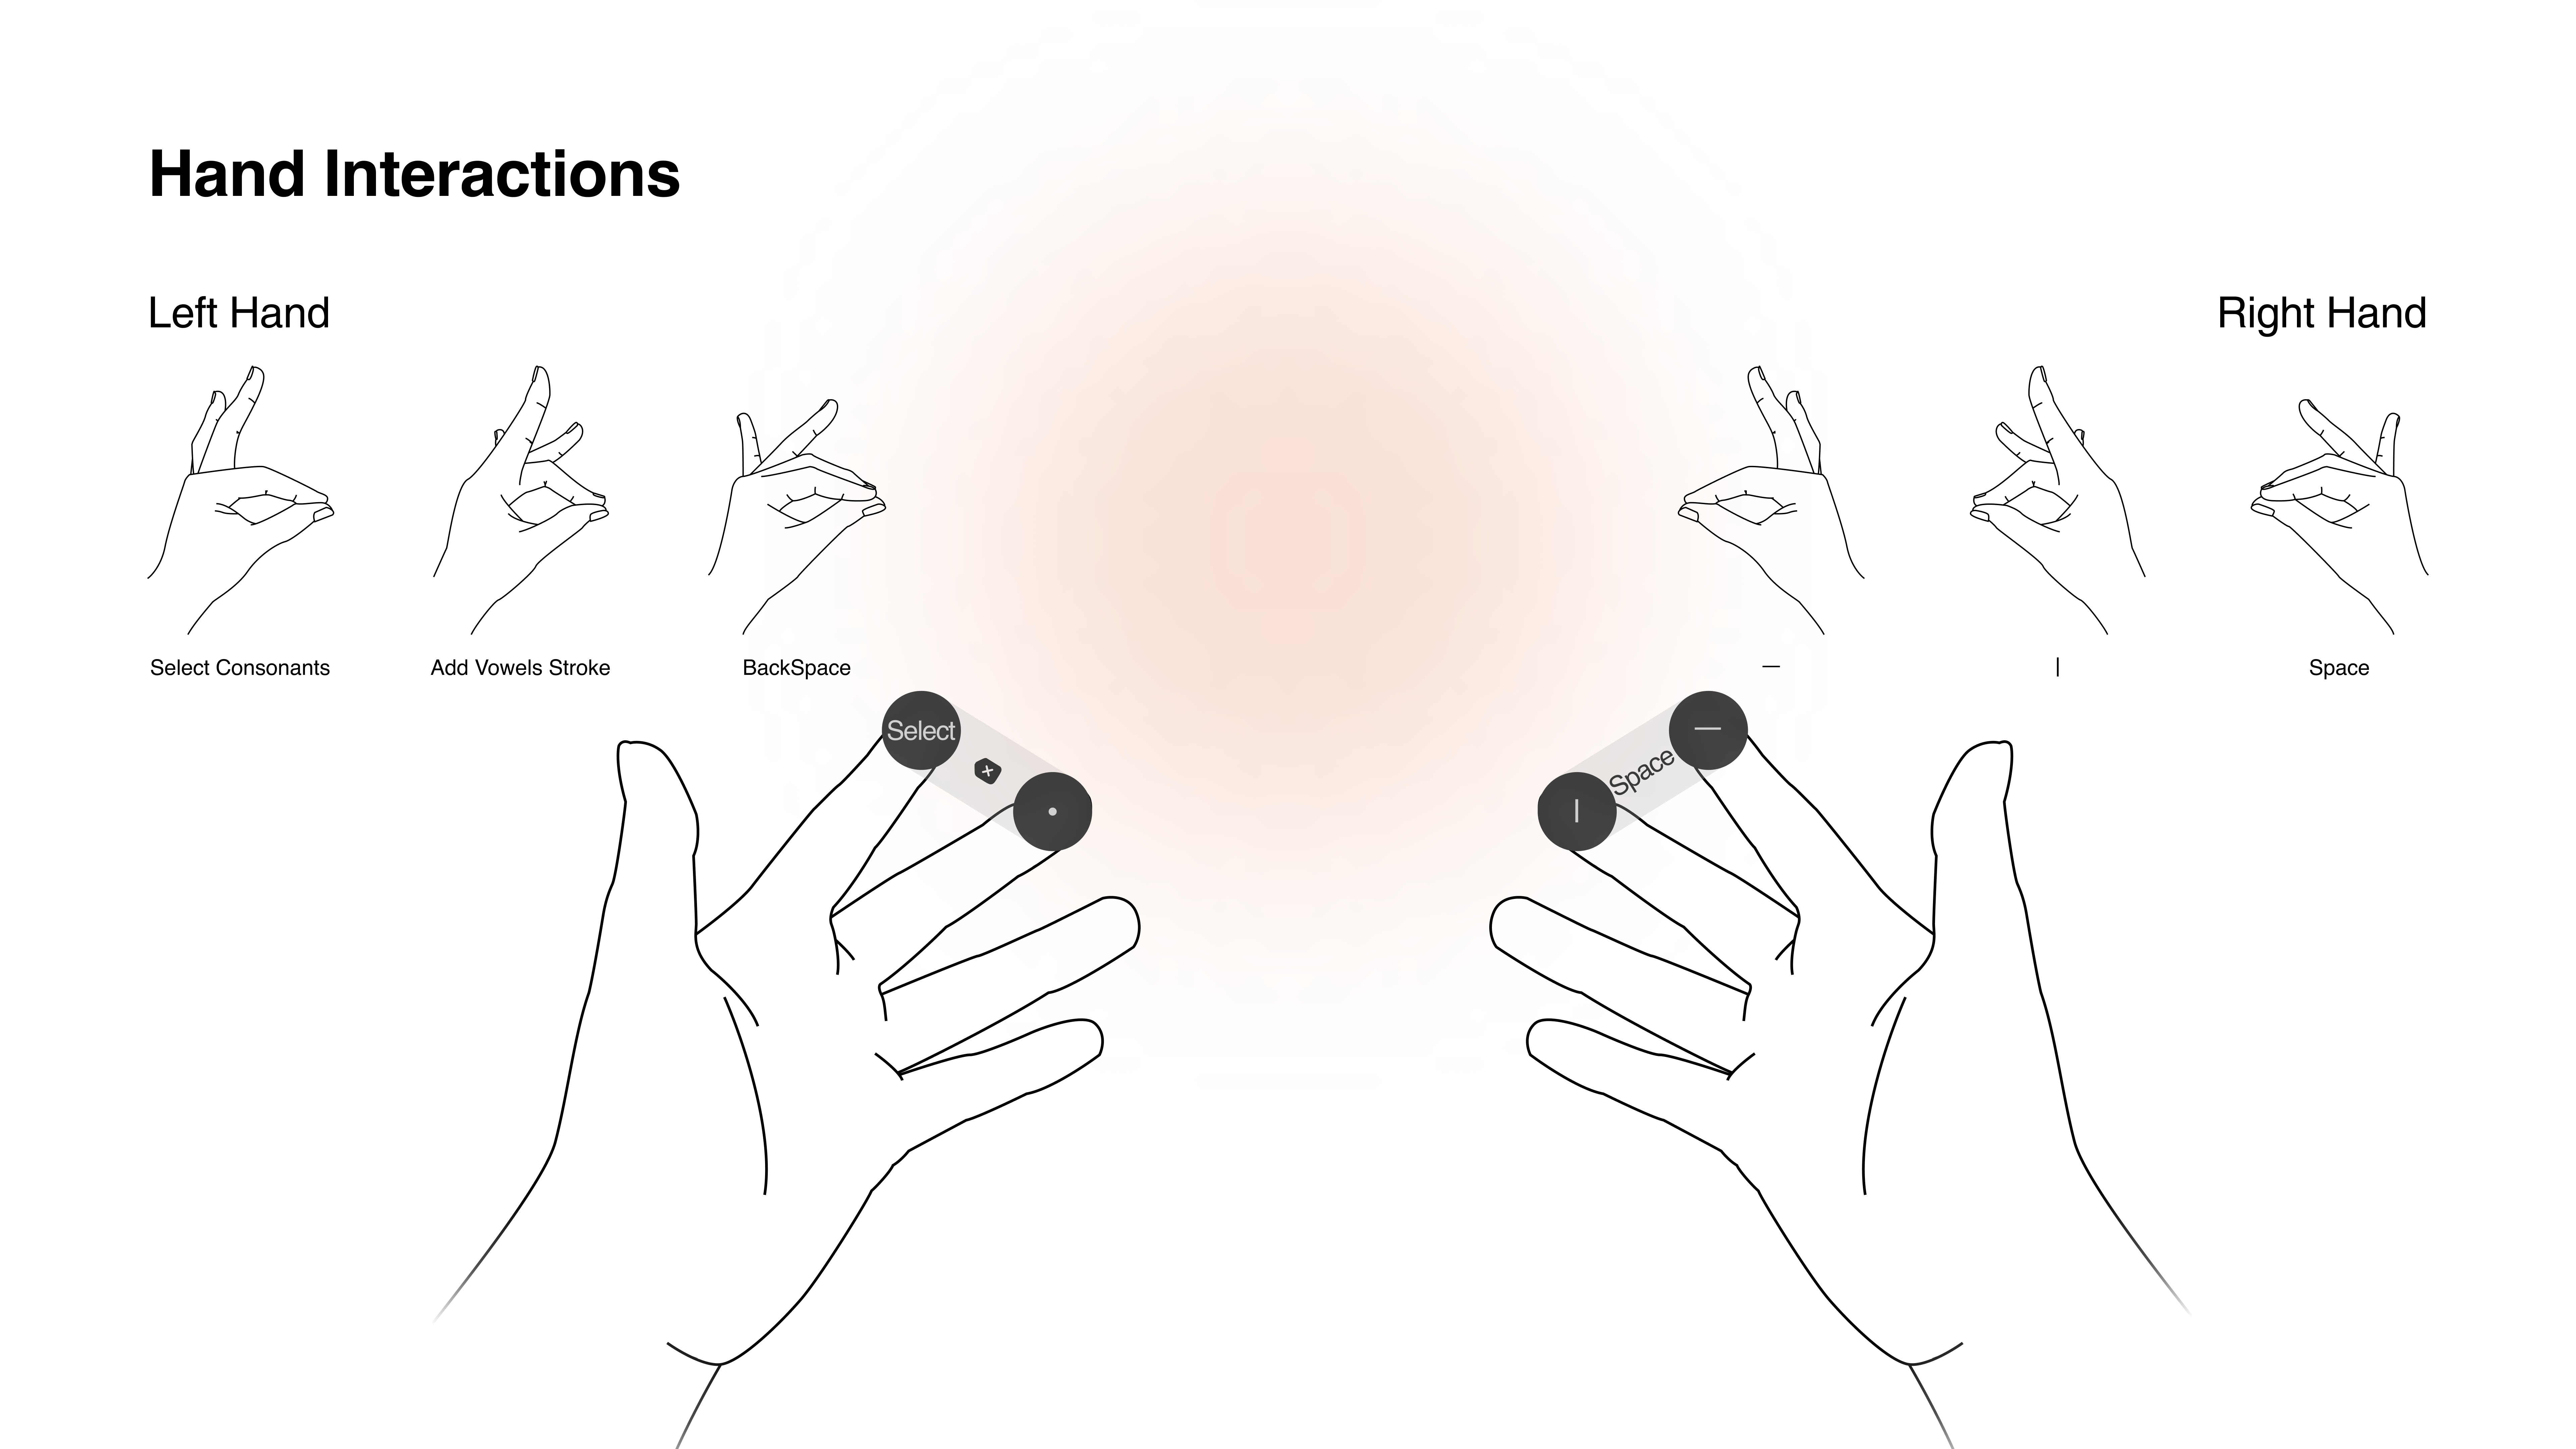 Hand Interactions
Left Hand
Right Hand
Select Consonants
Add Vowels Stroke
BackSpace
—
|
Space
Select
•
—
Space
|